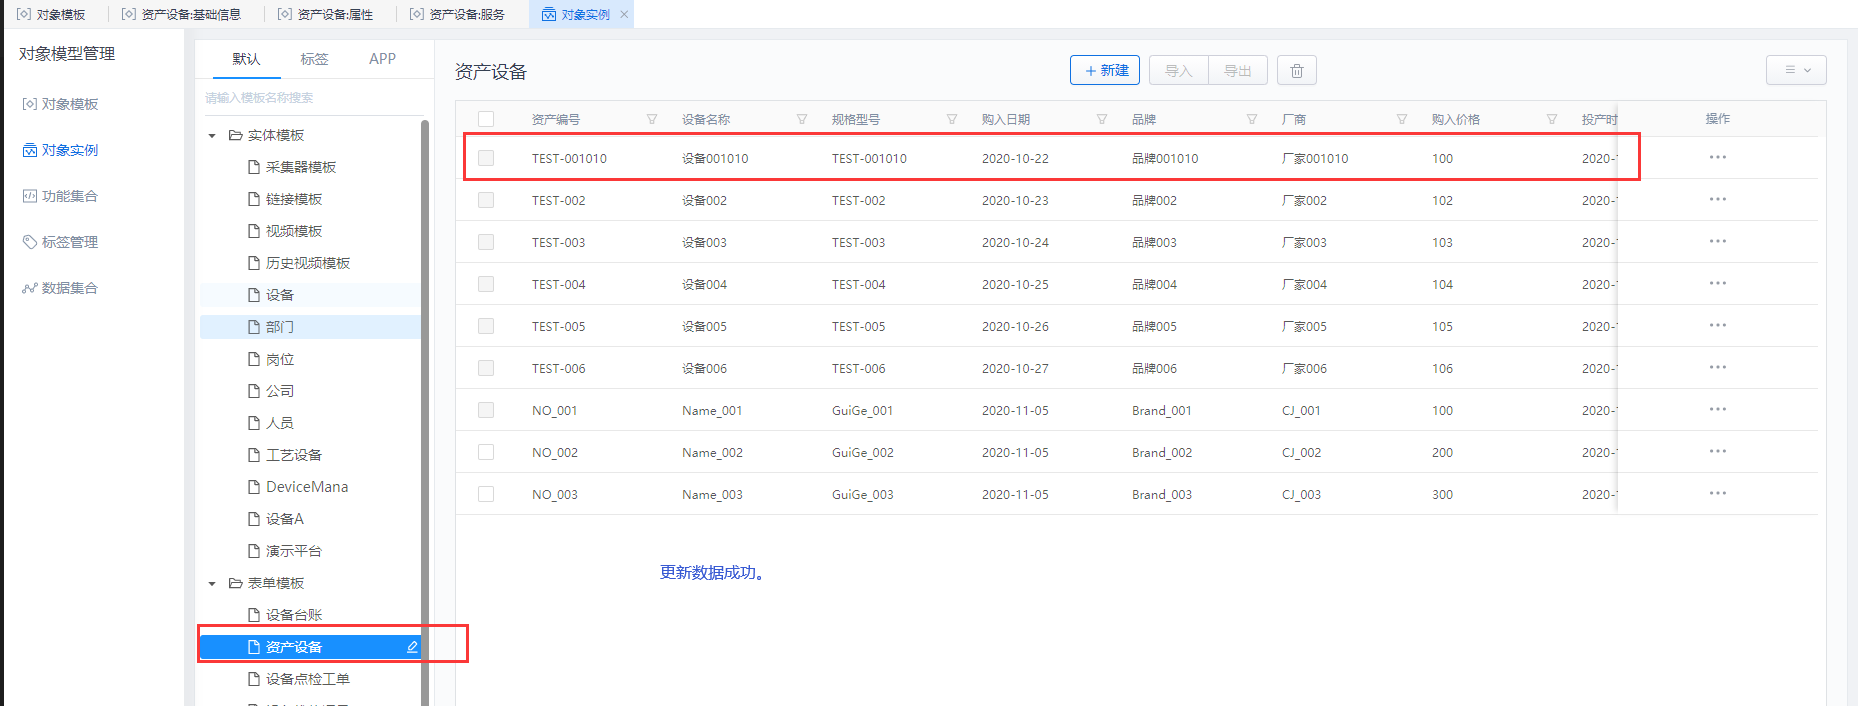 对象模板
资产设备:基础信息
资产设备:属性
资产设备:服务
对象实例
对象模型管理
对象模板
对象实例
功能集合
标签管理
数据集合
默认 标签 APP
请输入模板名称搜索
实体模板
采集器模板
链接模板
视频模板
历史视频模板
设备
部门
岗位
公司
人员
工艺设备
DeviceMana
设备A
演示平台
表单模板
设备台账
资产设备
设备点检工单
资产设备
+ 新建 导入 导出
资产编号 设备名称 规格型号 购入日期 品牌 厂商 购入价格 投产时 操作
TEST-001010 设备001010 TEST-001010 2020-10-22 品牌001010 厂家001010 100 2020-
TEST-002 设备002 TEST-002 2020-10-23 品牌002 厂家002 102 2020-
TEST-003 设备003 TEST-003 2020-10-24 品牌003 厂家003 103 2020-
TEST-004 设备004 TEST-004 2020-10-25 品牌004 厂家004 104 2020-
TEST-005 设备005 TEST-005 2020-10-26 品牌005 厂家005 105 2020-
TEST-006 设备006 TEST-006 2020-10-27 品牌006 厂家006 106 2020-
NO_001 Name_001 GuiGe_001 2020-11-05 Brand_001 CJ_001 100 2020-
NO_002 Name_002 GuiGe_002 2020-11-05 Brand_002 CJ_002 200 2020-
NO_003 Name_003 GuiGe_003 2020-11-05 Brand_003 CJ_003 300 2020-
更新数据成功。